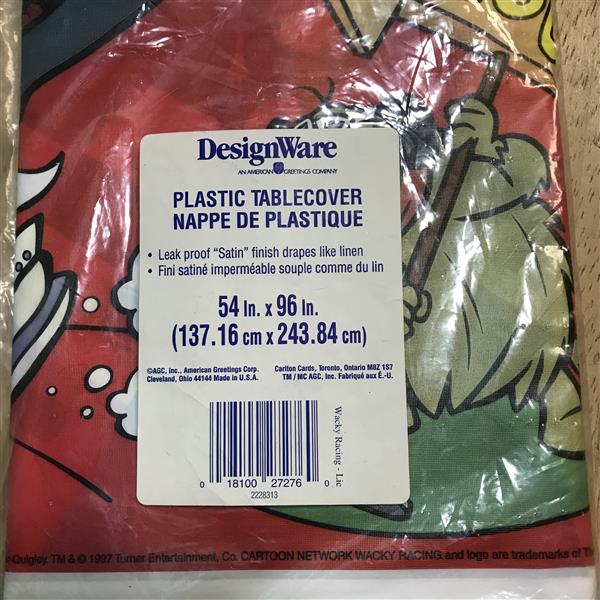 DesignWare
AN AMERICAN GREETINGS COMPANY
PLASTIC TABLECOVER
NAPPE DE PLASTIQUE
• Leak proof “Satin” finish drapes like linen
• Fini satiné imperméable souple comme du lin
54 In. x 96 in.
(137.16 cm x 243.84 cm)
©AGC, Inc., American Greetings Corp.
Cleveland, Ohio 44144 Made in U.S.A.
Carlton Cards, Toronto, Ontario M8Z 1S7
TM / MC AGC, Inc. Fabriqué aux É.-U.
Wacky Racing - Lic
0 18100 27276 0
2228313
-Quigley. TM & © 1997 Turner Entertainment, Co. CARTOON NETWORK WACKY RACING and logo are trademarks of